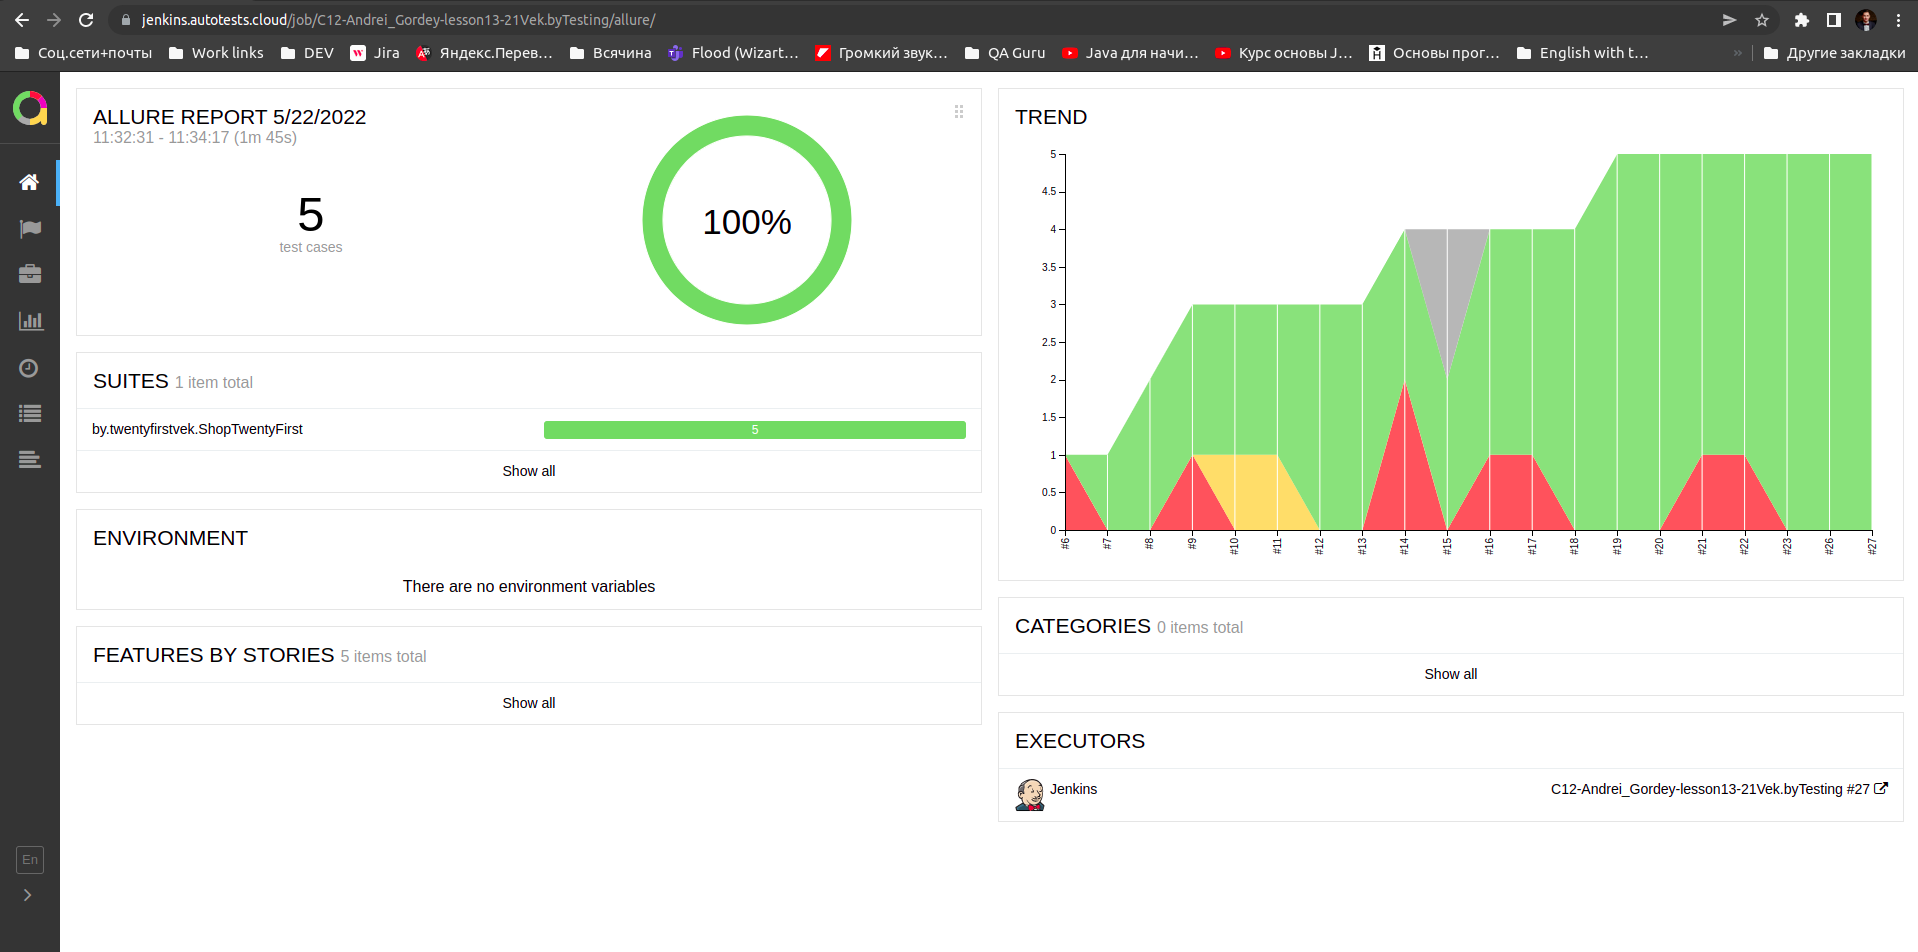 jenkins.autotests.cloud/job/C12-Andrei_Gordey-lesson13-21Vek.byTesting/allure/
Соц.сети+почты Work links DEV Jira Яндекс.Перев… Всячина Flood (Wizart… Громкий звук… QA Guru Java для начи… Курс основы J… Основы прог… English with t… » Другие закладки
ALLURE REPORT 5/22/2022
11:32:31 - 11:34:17 (1m 45s)
5
test cases
100%
SUITES 1 item total
by.twentyfirstvek.ShopTwentyFirst 5
Show all
ENVIRONMENT
There are no environment variables
FEATURES BY STORIES 5 items total
Show all
TREND
5
4.5
4
3.5
3
2.5
2
1.5
1
0.5
0
#6 #7 #8 #9 #10 #11 #12 #13 #14 #15 #16 #17 #18 #19 #20 #21 #22 #23 #26 #27
CATEGORIES 0 items total
Show all
EXECUTORS
Jenkins C12-Andrei_Gordey-lesson13-21Vek.byTesting #27
En